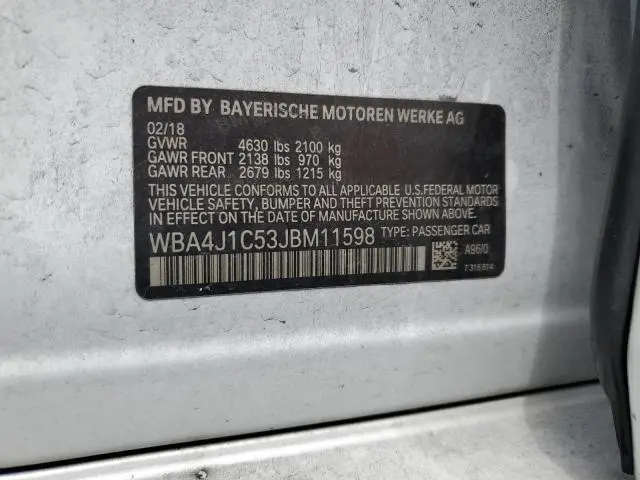 MFD BY BAYERISCHE MOTOREN WERKE AG
02/18
GVWR 4630 lbs 2100 kg
GAWR FRONT 2138 lbs 970 kg
GAWR REAR 2679 lbs 1215 kg
THIS VEHICLE CONFORMS TO ALL APPLICABLE U.S.FEDERAL MOTOR
VEHICLE SAFETY, BUMPER AND THEFT PREVENTION STANDARDS
IN EFFECT ON THE DATE OF MANUFACTURE SHOWN ABOVE.
WBA4J1C53JBM11598 TYPE: PASSENGER CAR
A96/0
7315814